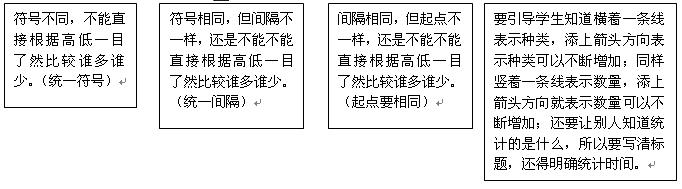 符号不同，不能直
接根据高低一目
了然比较谁多谁
少。（统一符号）
符号相同，但间隔不
一样，还是不能不能
直接根据高低一目
了然比较谁多谁少。
（统一间隔）
间隔相同，但起点不
一样，还是不能不能
直接根据高低一目
了然比较谁多谁少。
（起点要相同）
要引导学生知道横着一条线
表示种类，添上箭头方向表
示种类可以不断增加；同样
竖着一条线表示数量，添上
箭头方向就表示数量可以不
断增加；还要让别人知道统
计的是什么，所以要写清标
题，还得明确统计时间。